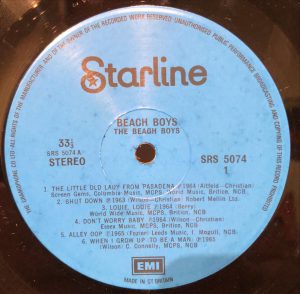 THE GRAMOPHONE CO LTD · ALL RIGHTS OF THE MANUFACTURER AND OF THE OWNER OF THE RECORDED WORK RESERVED · UNAUTHORISED PUBLIC PERFORMANCE BROADCASTING AND COPYING OF THIS RECORD PROHIBITED
Starline
BEACH BOYS
THE BEACH BOYS
33⅓
SRS 5074 A
STEREO
SRS 5074
1
1. THE LITTLE OLD LADY FROM PASADENA ℗1964 (Altfeld - Christian)
Screen Gems, Columbia Music, MCPS, World Music, Britico, NCB
2. SHUT DOWN ℗1963 (Wilson - Christian) Robert Mellin Ltd.
3. LOUIE, LOUIE ℗1964 (Berry)
World Wide Music, MCPS, Britico, NCB
4. DON'T WORRY BABY ℗1964 (Wilson - Christian)
Essex Music, MCPS, Britico, NCB
5. ALLEY OOP ℗1965 (Frazier) Leeds Music, I. Mogull, NCB
6. WHEN I GROW UP TO BE A MAN ℗1965
(Wilson) C. Connelly, MCPS, NCB
EMI
MADE IN GT. BRITAIN